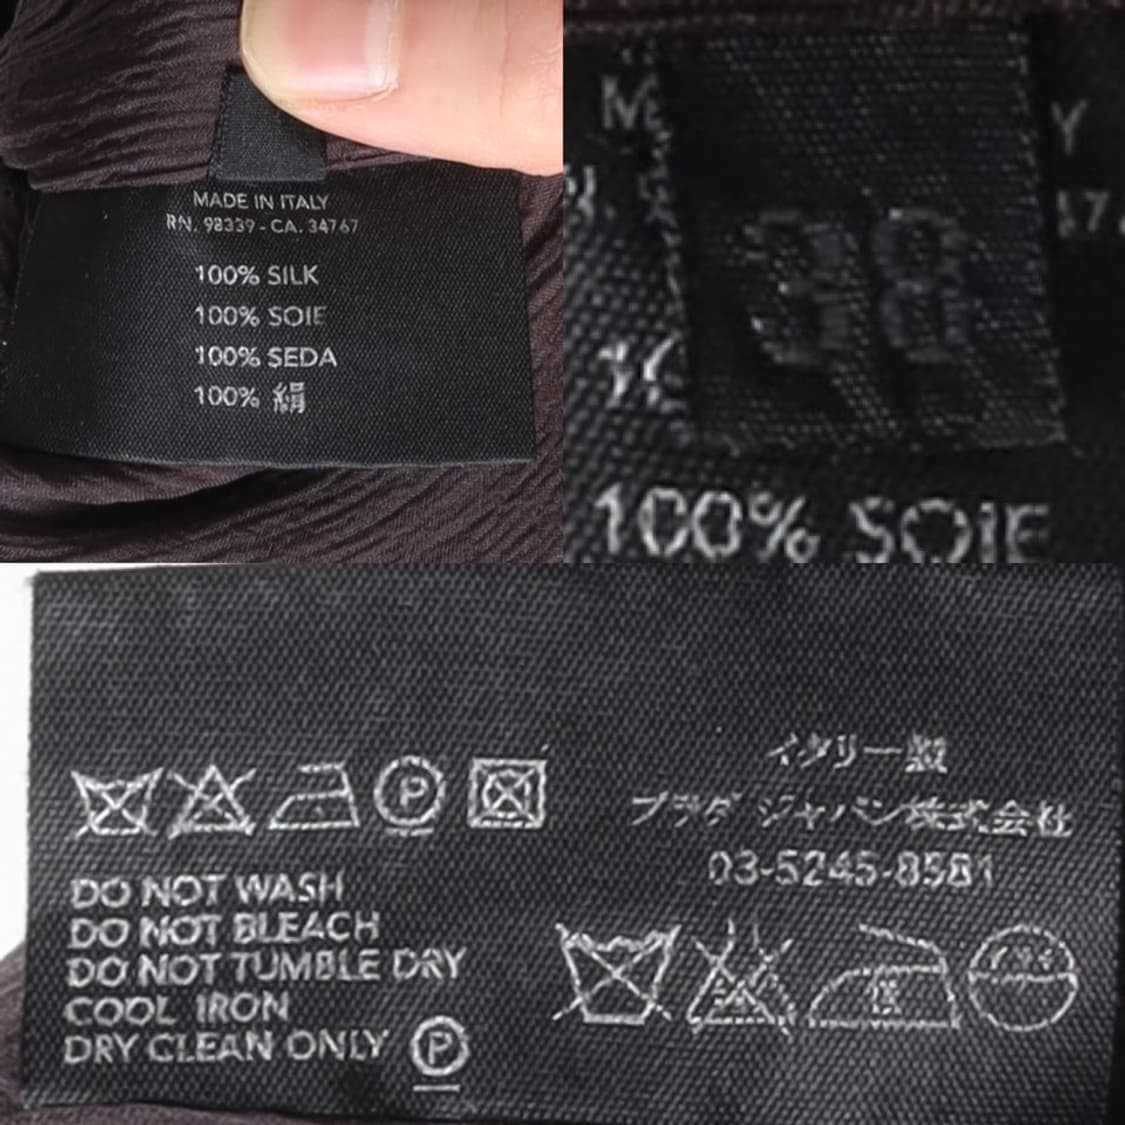 MADE IN ITALY
RN. 98339 - CA. 34767
100% SILK
100% SOIE
100% SEDA
100% 絹
M
Y
38
100% SOIE
P
DO NOT WASH
DO NOT BLEACH
DO NOT TUMBLE DRY
COOL IRON
DRY CLEAN ONLY P
イタリー製
プラダ ジャパン株式会社
03-5245-8581